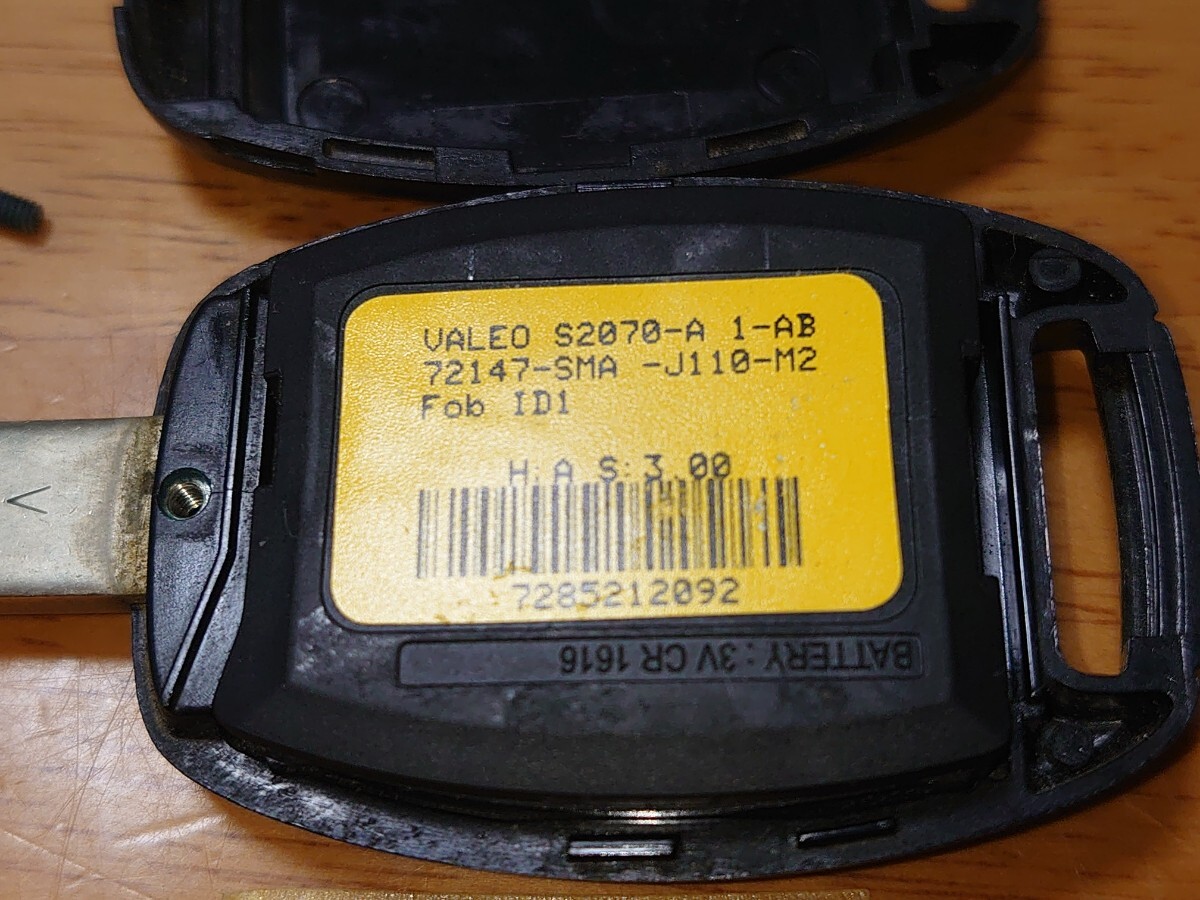 VALEO S2070-A 1-AB
72147-SMA -J110-M2
Fob ID1
H: A S: 3.00
7285212092
BATTERY : 3V CR 1616
V